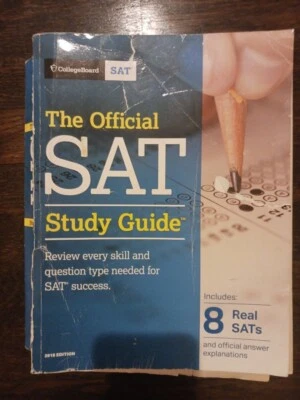 CollegeBoard SAT
The Official
SAT
Study Guide™
Review every skill and
question type needed for
SAT® success.
Includes:
8 Real
SATs
and official answer
explanations
2018 EDITION